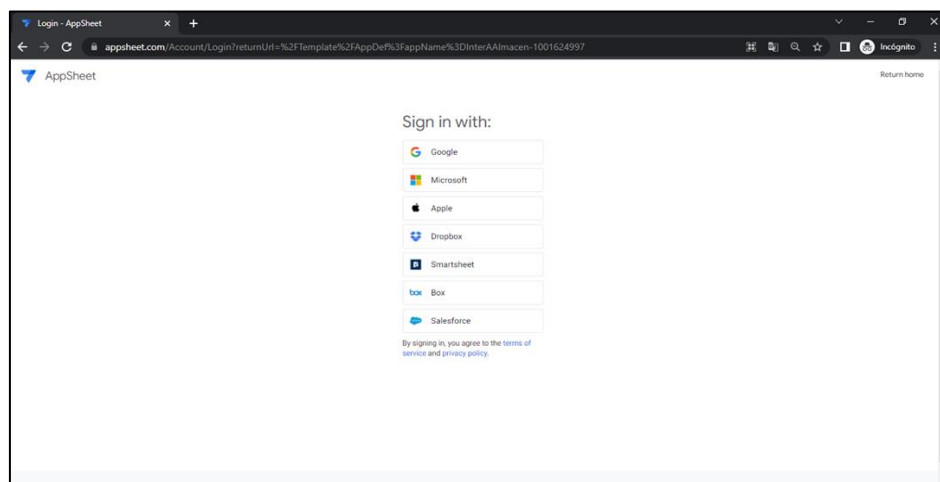 Login - AppSheet
appsheet.com/Account/Login?returnUrl=%2FTemplate%2FAppDef%3FappName%3DInterAAlmacen-1001624997
Incógnito
AppSheet
Return home
Sign in with:
Google
Microsoft
Apple
Dropbox
Smartsheet
box Box
Salesforce
By signing in, you agree to the terms of
service and privacy policy.